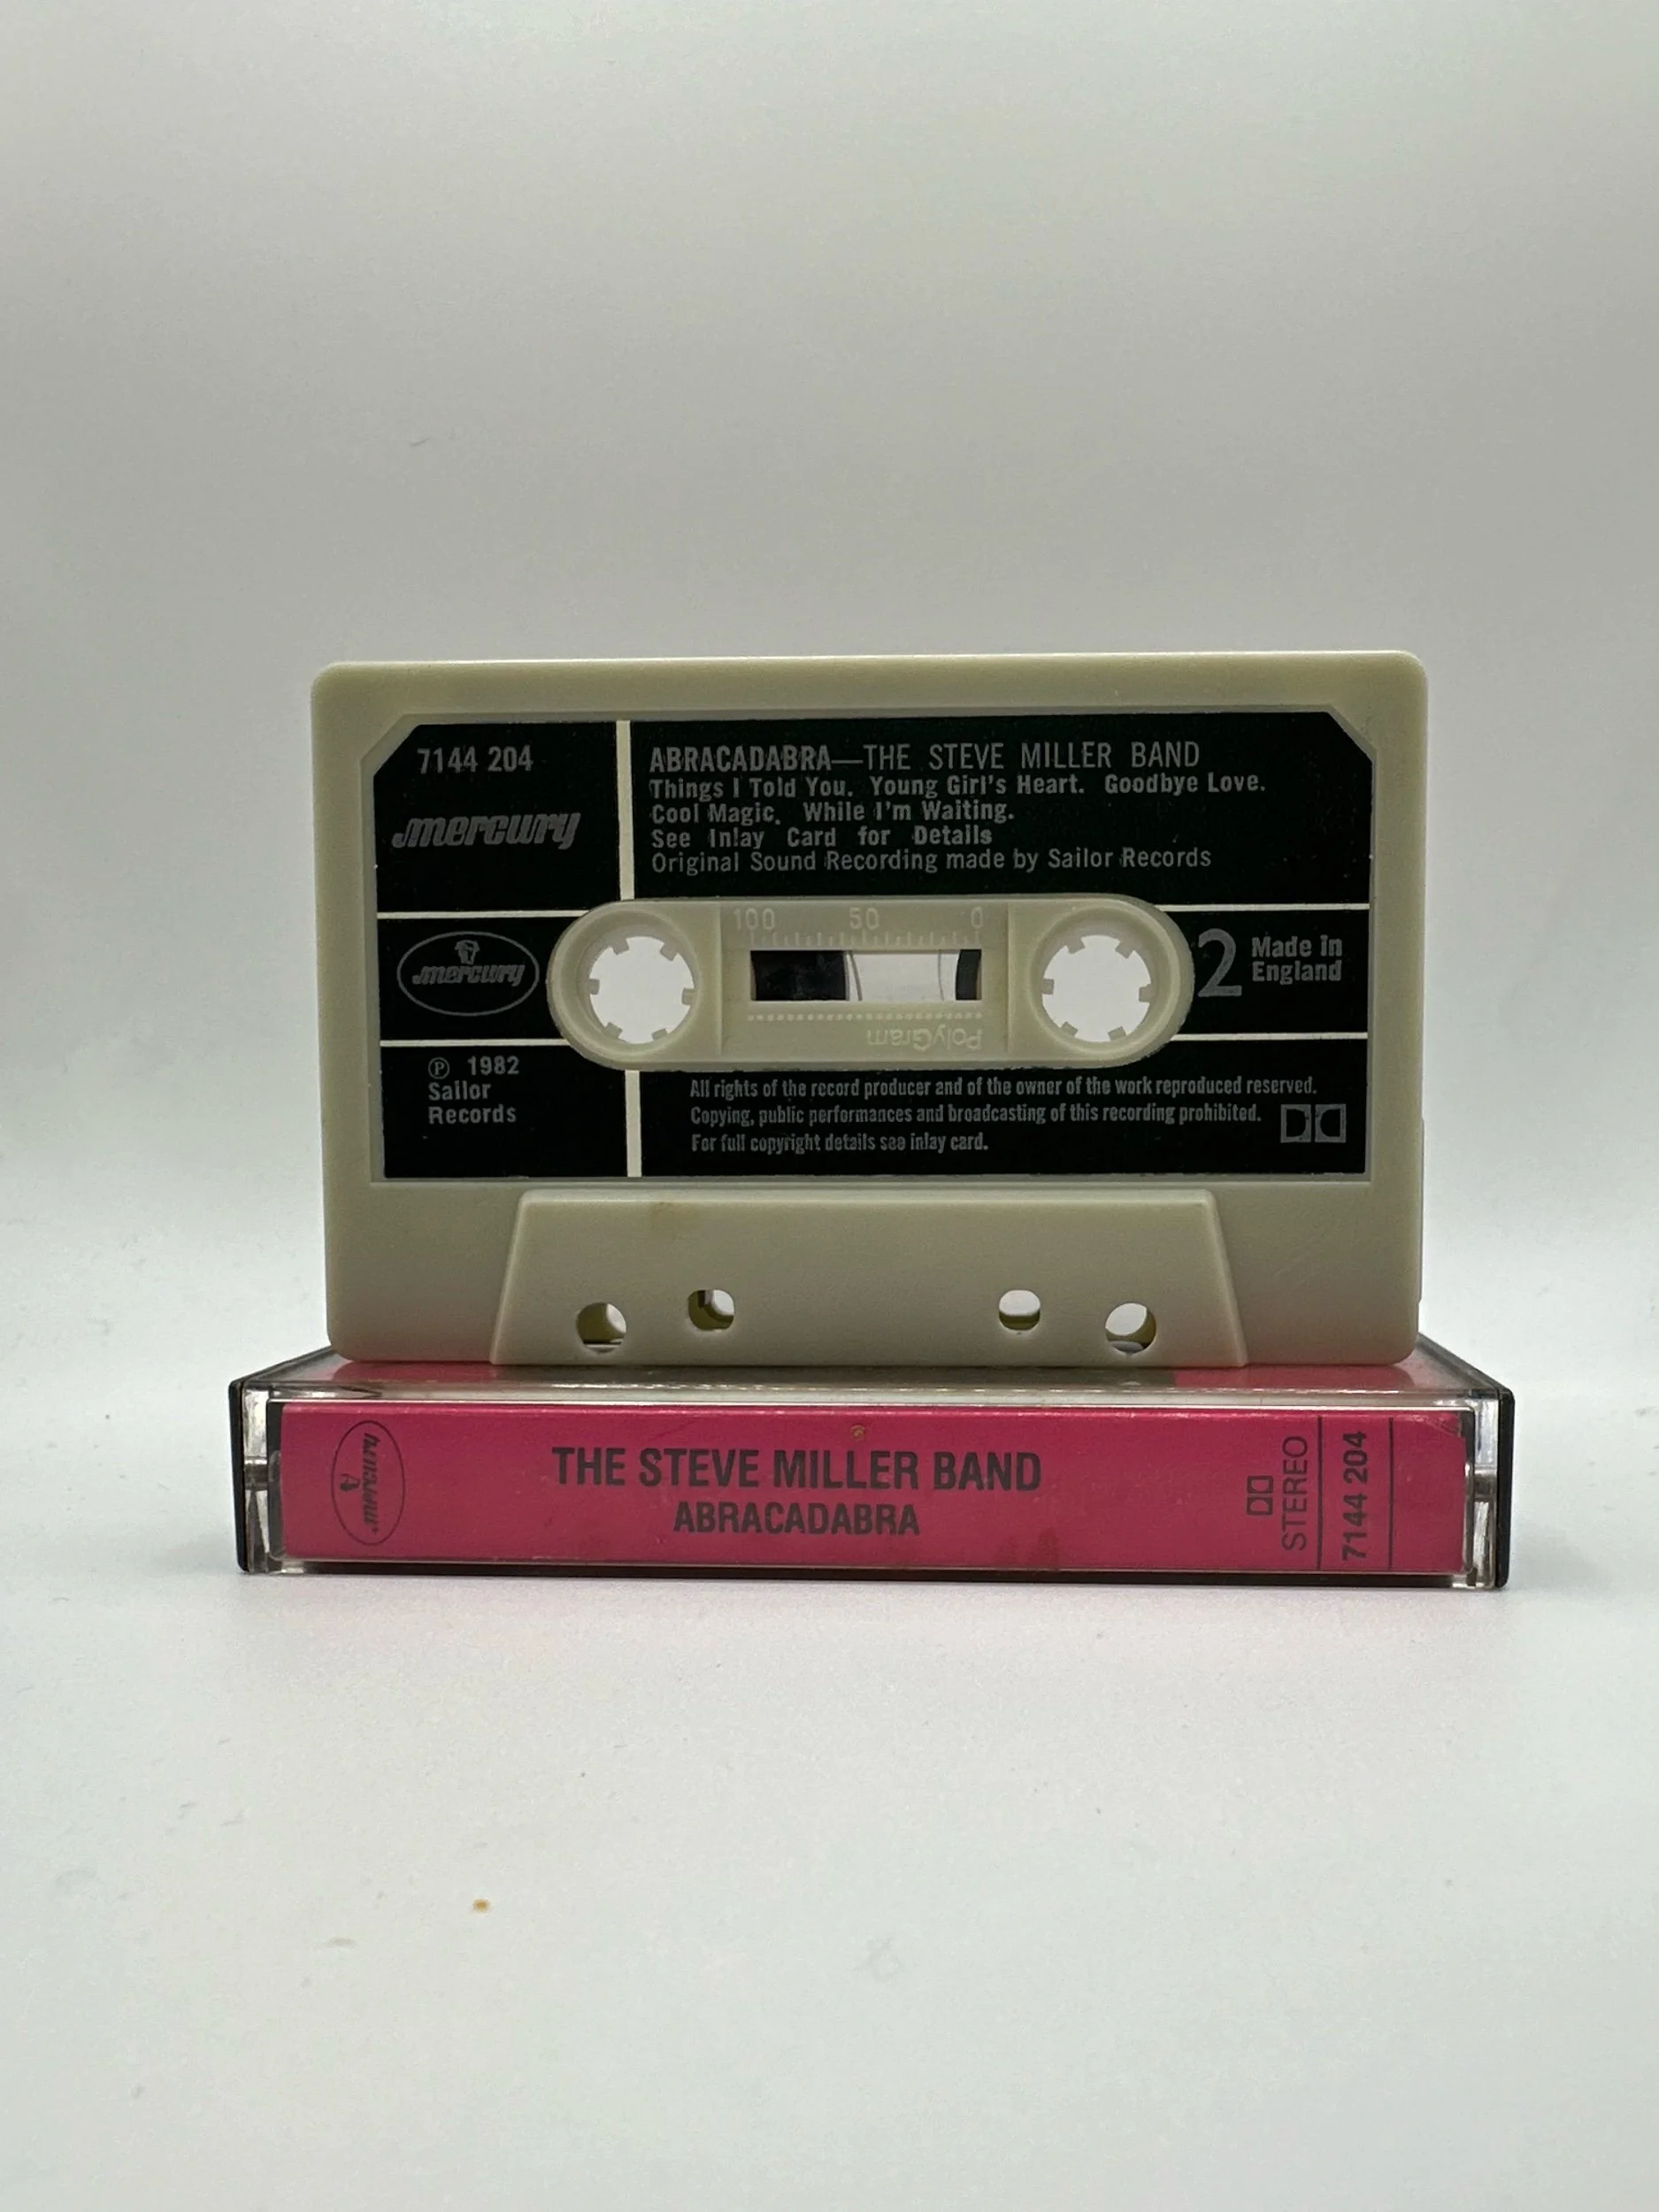 7144 204
mercury
ABRACADABRA—THE STEVE MILLER BAND
Things I Told You. Young Girl's Heart. Goodbye Love.
Cool Magic. While I'm Waiting.
See Inlay Card for Details
Original Sound Recording made by Sailor Records
mercury
100 50 0
PolyGram
2
Made in
England
Ⓟ 1982
Sailor
Records
All rights of the record producer and of the owner of the work reproduced reserved.
Copying, public performances and broadcasting of this recording prohibited.
For full copyright details see inlay card.
mercury
THE STEVE MILLER BAND
ABRACADABRA
STEREO
7144 204